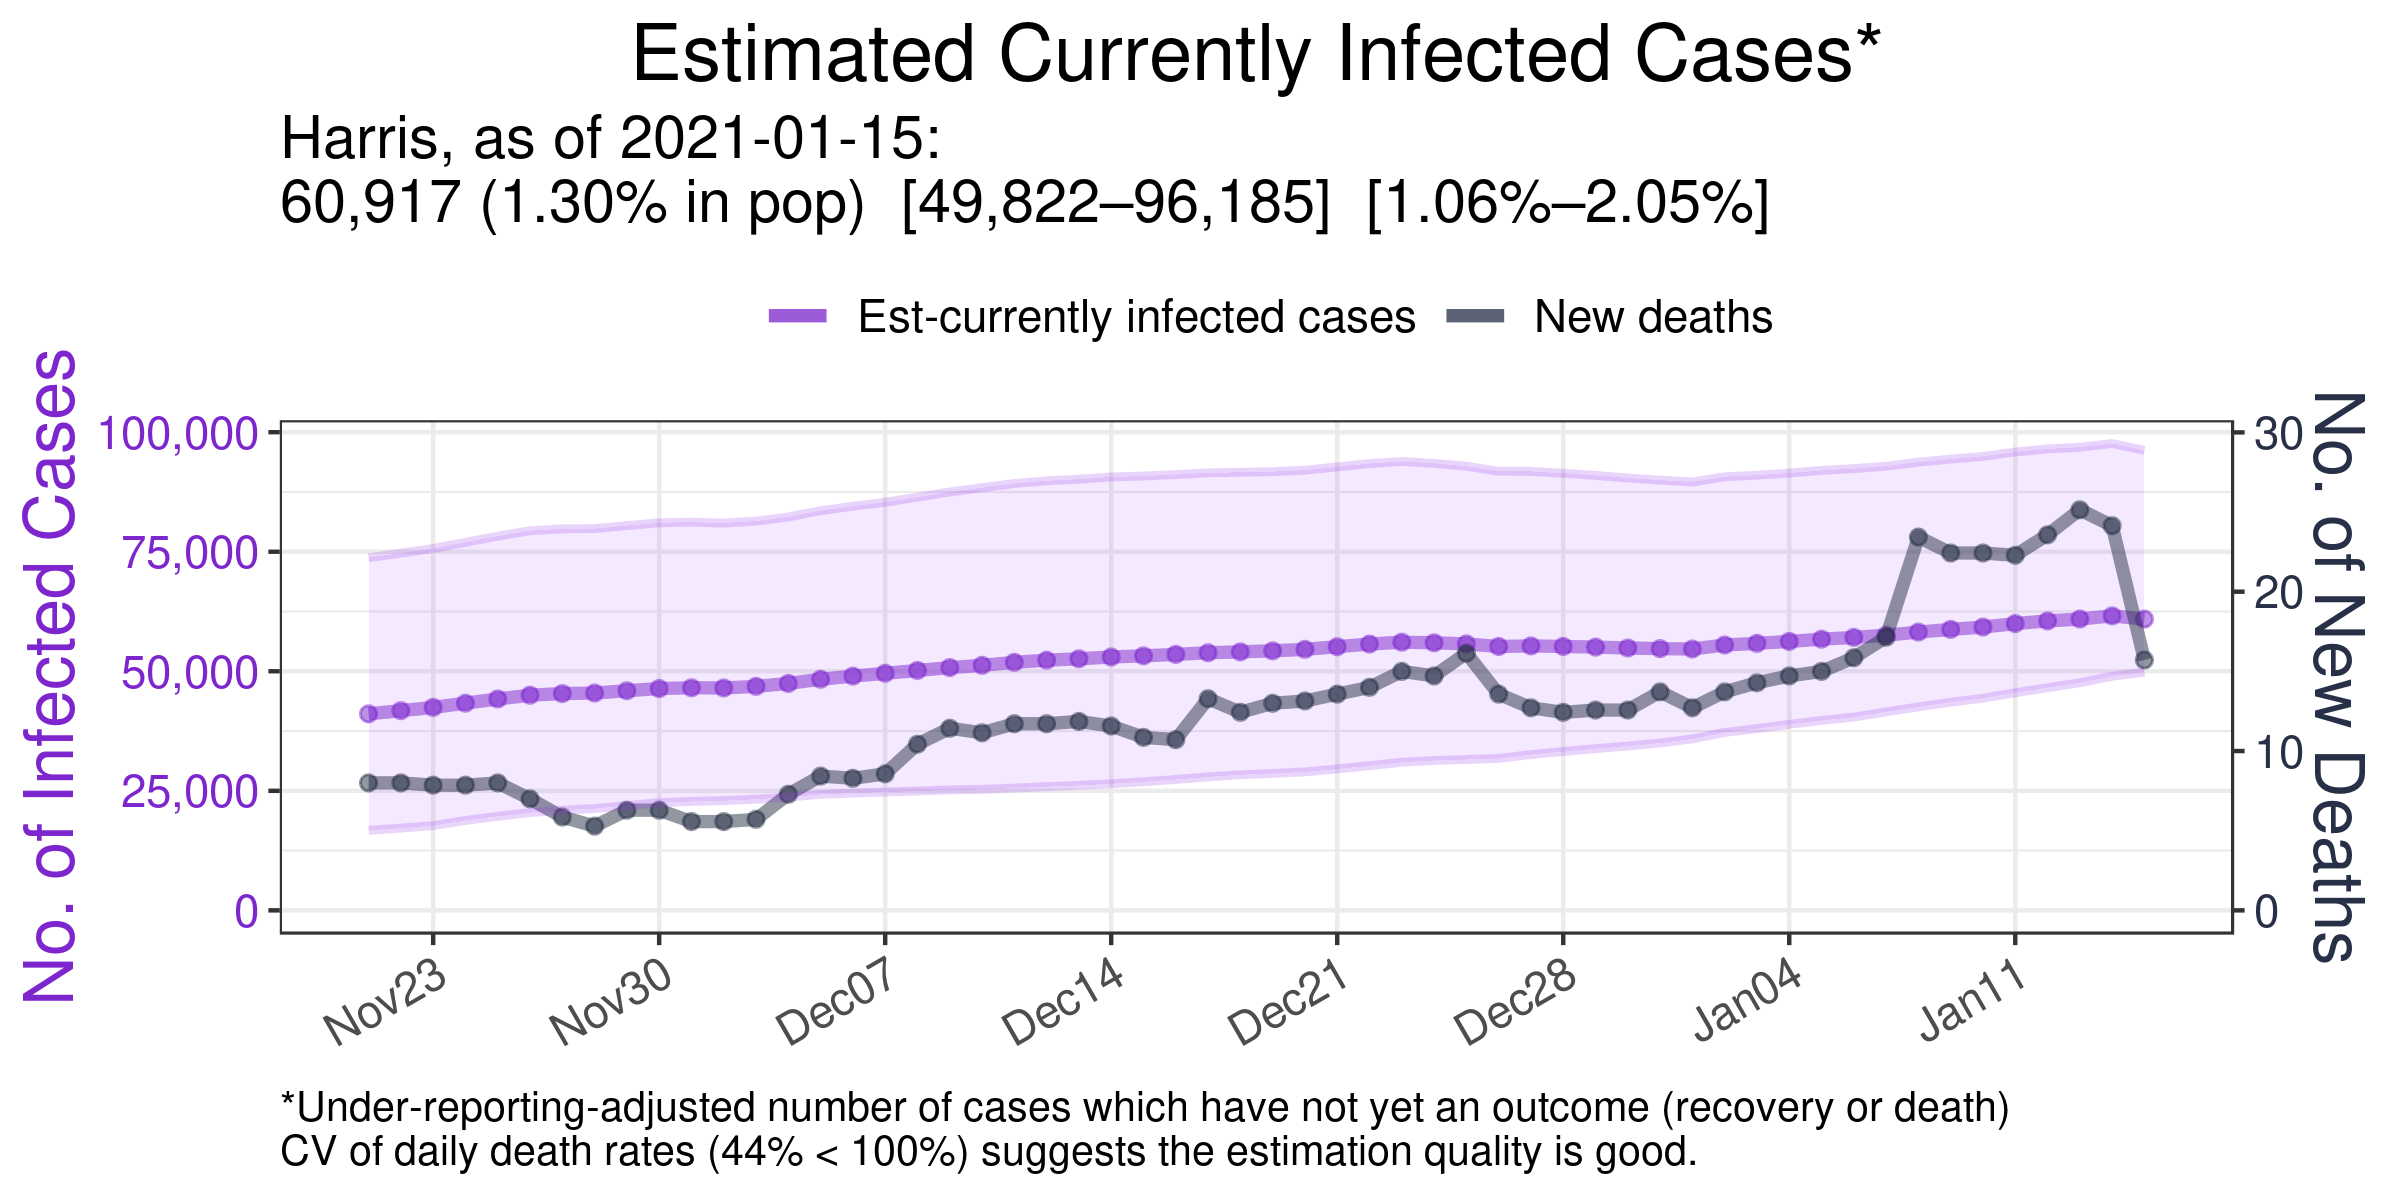 Estimated Currently Infected Cases*
Harris, as of 2021-01-15:
60,917 (1.30% in pop)  [49,822–96,185]  [1.06%–2.05%]
Est-currently infected cases
New deaths
No. of Infected Cases
100,000
75,000
50,000
25,000
0
30
20
10
0
No. of New Deaths
Nov23
Nov30
Dec07
Dec14
Dec21
Dec28
Jan04
Jan11
*Under-reporting-adjusted number of cases which have not yet an outcome (recovery or death)
CV of daily death rates (44% < 100%) suggests the estimation quality is good.